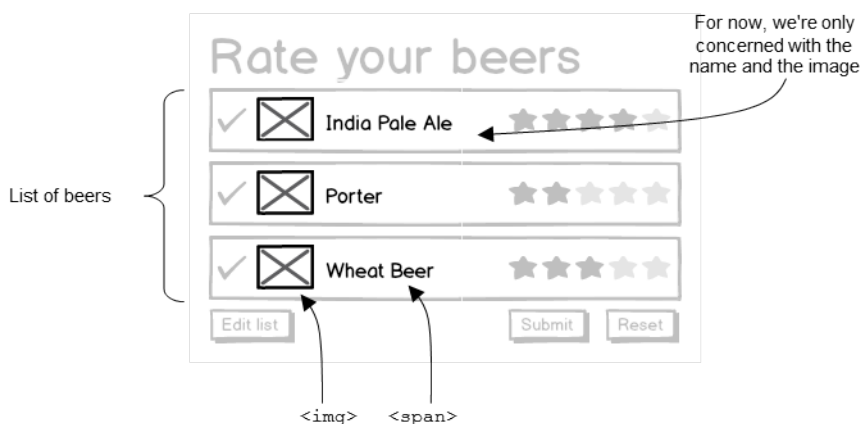 For now, we're only
concerned with the
name and the image
Rate your beers
India Pale Ale
List of beers
Porter
Wheat Beer
Edit list
Submit
Reset
<img>
<span>